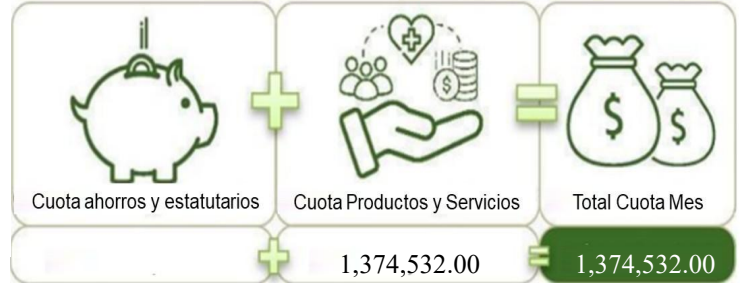 Cuota ahorros y estatutarios
Cuota Productos y Servicios
Total Cuota Mes
1,374,532.00
1,374,532.00